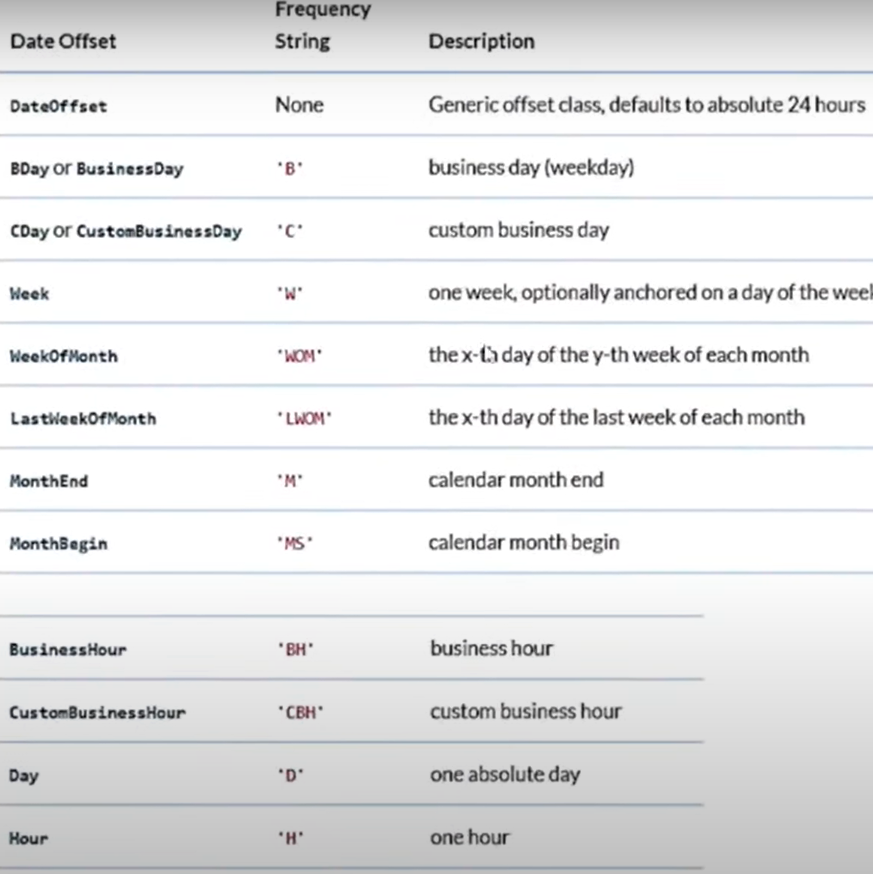 Frequency
Date Offset String Description
DateOffset None Generic offset class, defaults to absolute 24 hours
BDay or BusinessDay 'B' business day (weekday)
CDay or CustomBusinessDay 'C' custom business day
Week 'W' one week, optionally anchored on a day of the week
WeekOfMonth 'WOM' the x-th day of the y-th week of each month
LastWeekOfMonth 'LWOM' the x-th day of the last week of each month
MonthEnd 'M' calendar month end
MonthBegin 'MS' calendar month begin
BusinessHour 'BH' business hour
CustomBusinessHour 'CBH' custom business hour
Day 'D' one absolute day
Hour 'H' one hour